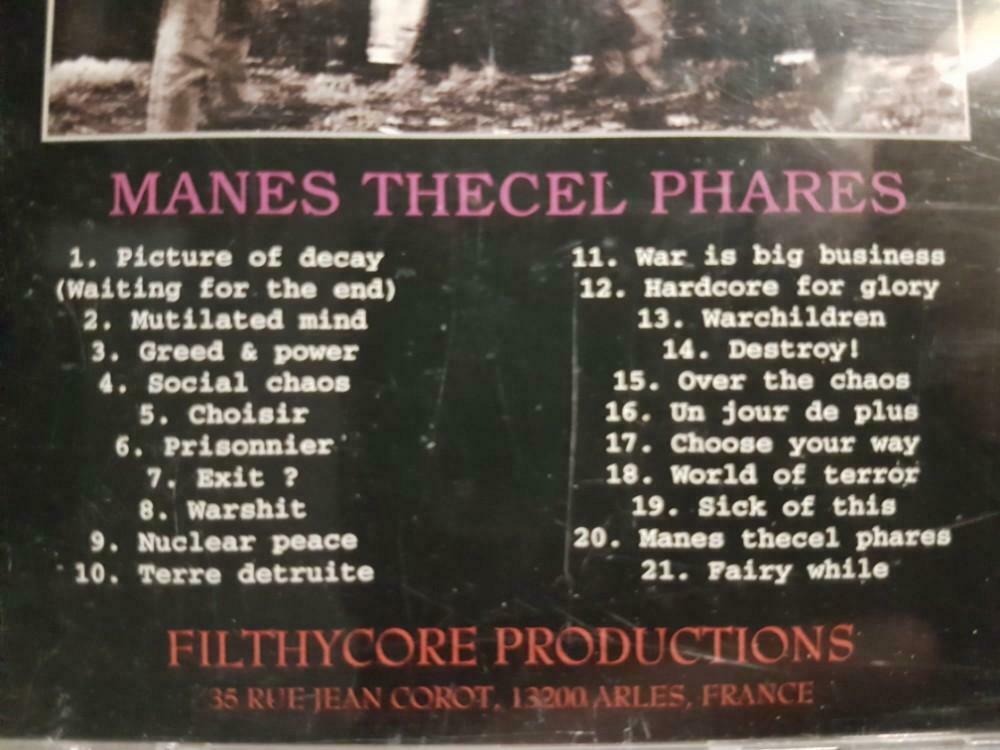 MANES THECEL PHARES
1. Picture of decay
(Waiting for the end)
2. Mutilated mind
3. Greed & power
4. Social chaos
5. Choisir
6. Prisonnier
7. Exit ?
8. Warshit
9. Nuclear peace
10. Terre detruite
11. War is big business
12. Hardcore for glory
13. Warchildren
14. Destroy!
15. Over the chaos
16. Un jour de plus
17. Choose your way
18. World of terror
19. Sick of this
20. Manes thecel phares
21. Fairy while
FILTHYCORE PRODUCTIONS
35 RUE JEAN COROT, 13200 ARLES, FRANCE